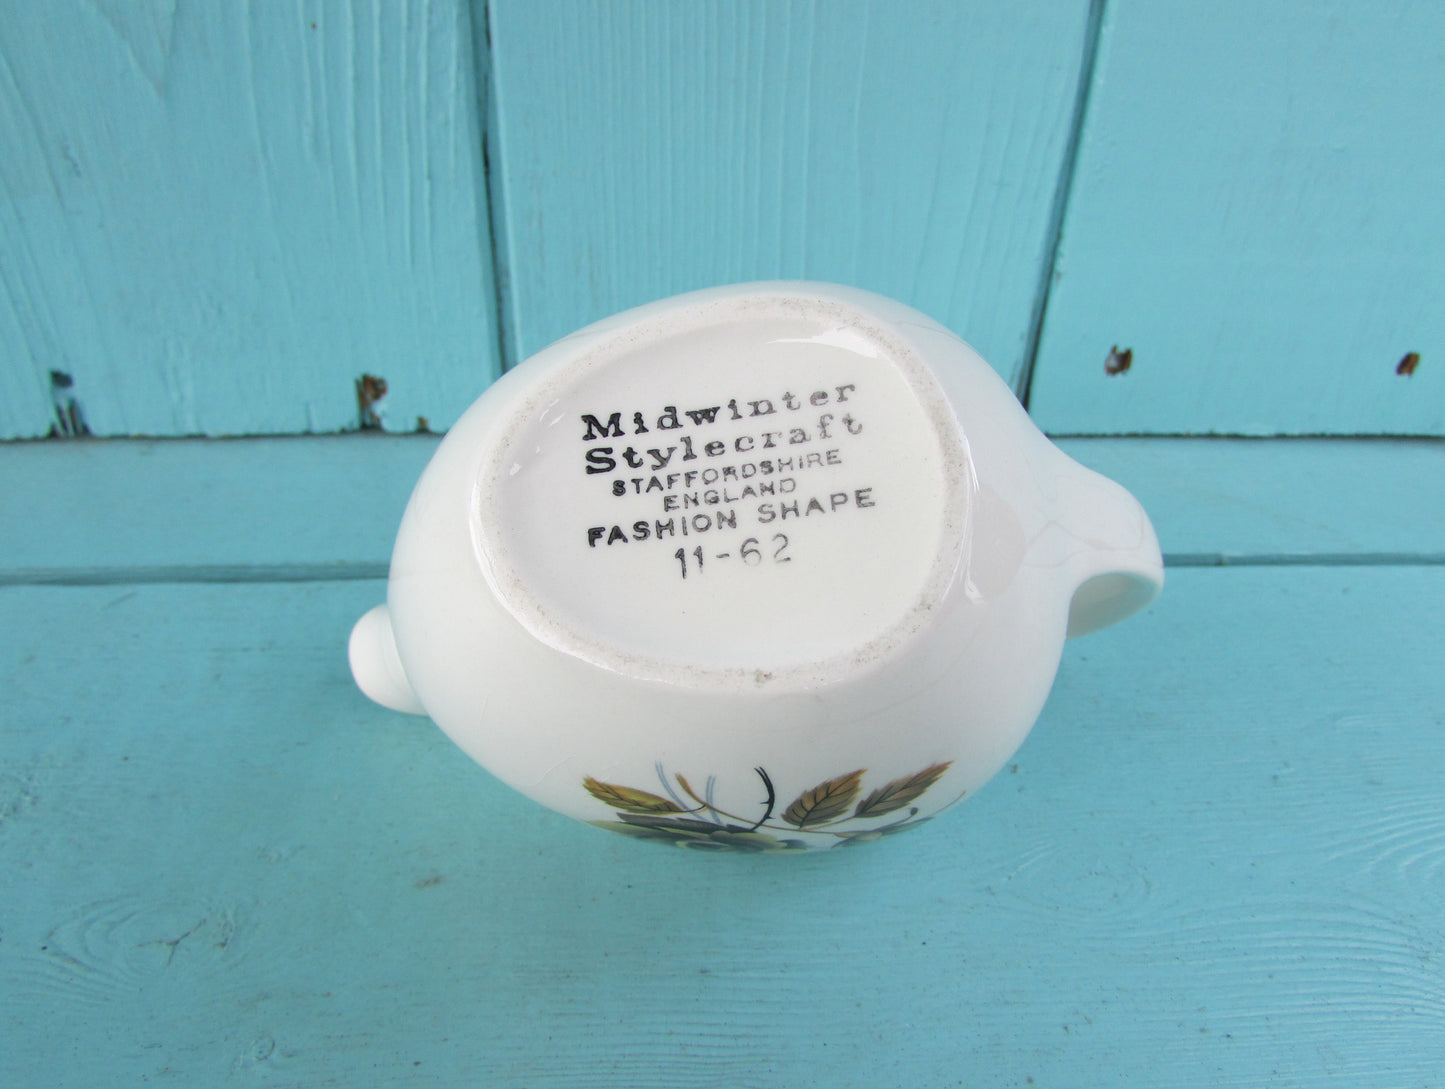 Midwinter
Stylecraft
STAFFORDSHIRE
ENGLAND
FASHION SHAPE
11-62